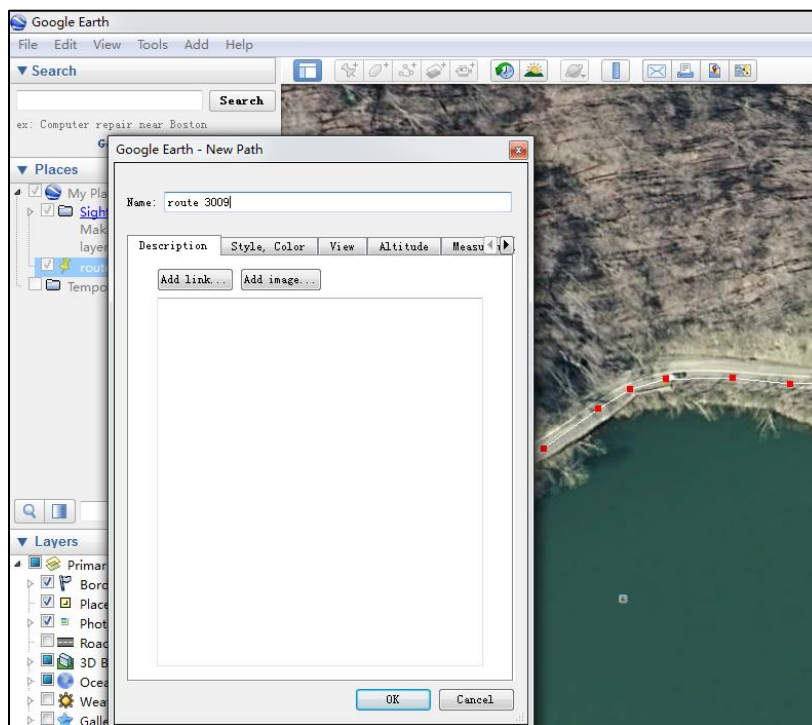 Google Earth
File Edit View Tools Add Help
Search
Search
ex: Computer repair near Boston
Google Earth - New Path
Places
Name: route 3009
My Pla
Sight
Mak
layer
Description Style, Color View Altitude Measu
route
Tempo
Add link... Add image...
Layers
Primar
Bord
Place
Phot
Road
3D B
Ocea
Weat
Galle
OK Cancel